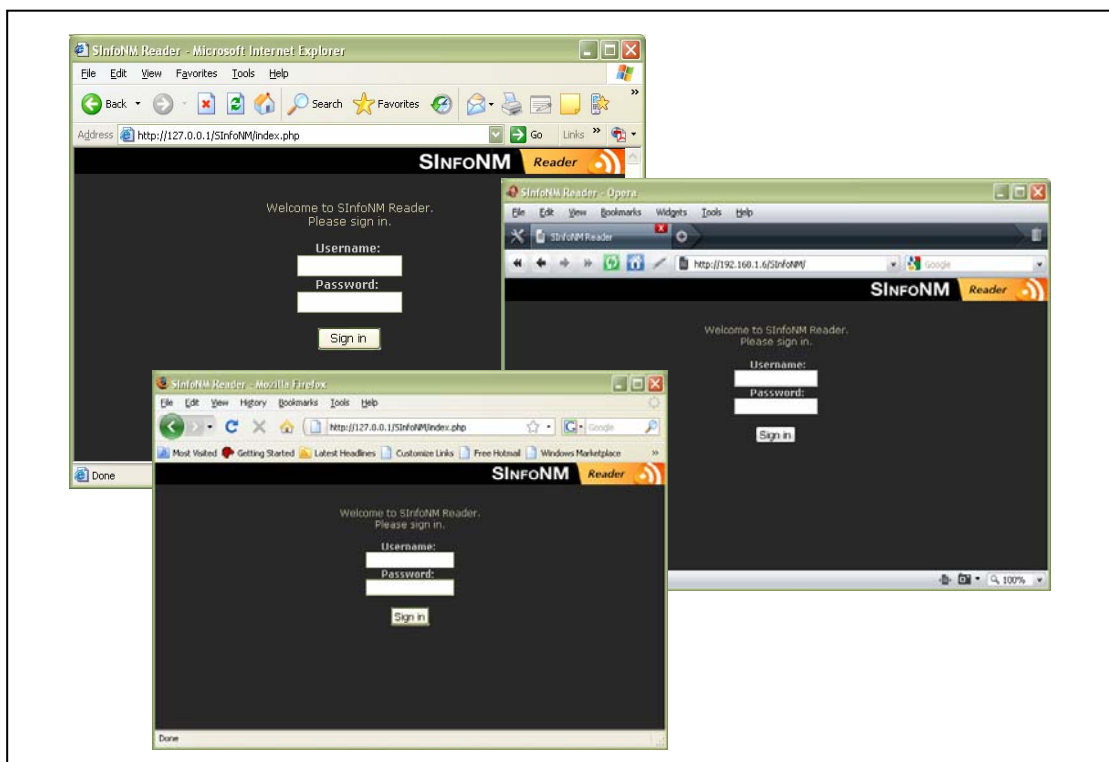 SInfoNM Reader - Microsoft Internet Explorer
File Edit View Favorites Tools Help
Back Search Favorites »
Address http://127.0.0.1/SInfoNM/index.php Go Links »
SINFONM Reader
Welcome to SInfoNM Reader.
Please sign in.
Username:
Password:
Sign in
Done
SInfoNM Reader - Opera
File Edit View Bookmarks Widgets Tools Help
SInfoNM Reader
http://192.160.1.6/SInfoNM/ Google
SINFONM Reader
Welcome to SInfoNM Reader.
Please sign in.
Username:
Password:
Sign in
100%
SInfoNM Reader - Mozilla Firefox
File Edit View History Bookmarks Tools Help
http://127.0.0.1/SInfoNM/index.php Google
Most Visited Getting Started Latest Headlines Customize Links Free Hotmail Windows Marketplace »
SINFONM Reader
Welcome to SInfoNM Reader.
Please sign in.
Username:
Password:
Sign in
Done